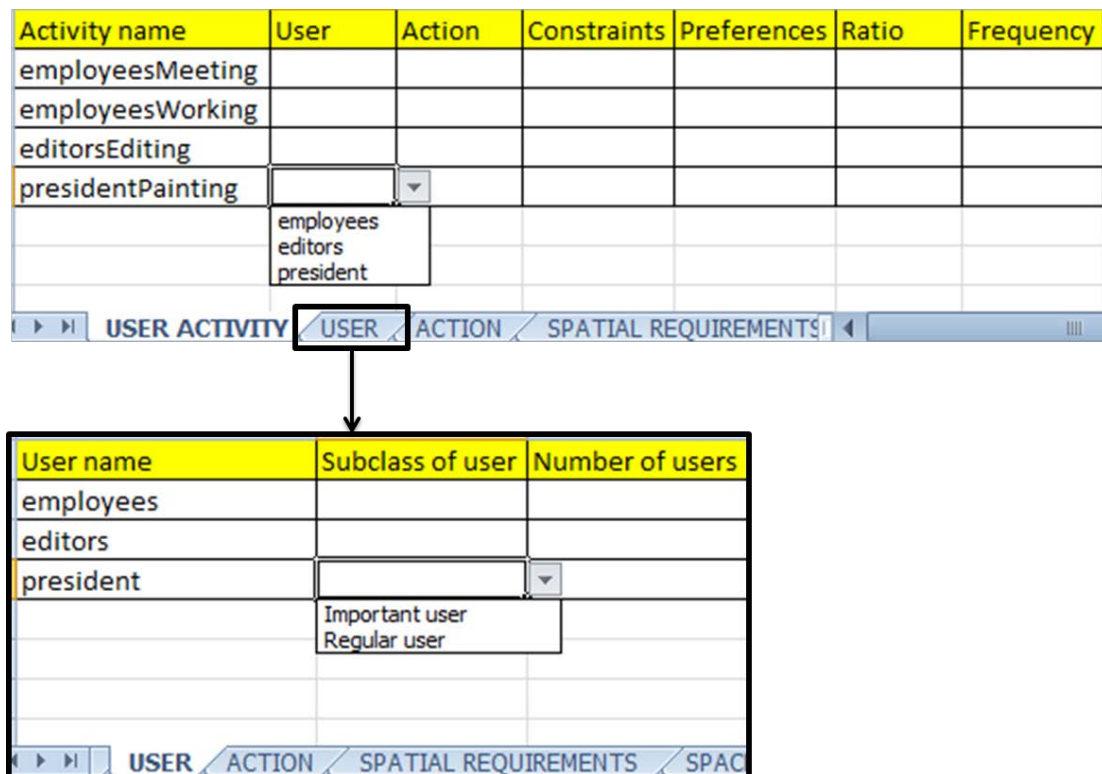 Activity name User Action Constraints Preferences Ratio Frequency
employeesMeeting
employeesWorking
editorsEditing
presidentPainting
employees
editors
president
USER ACTIVITY USER ACTION SPATIAL REQUIREMENTS
User name Subclass of user Number of users
employees
editors
president
Important user
Regular user
USER ACTION SPATIAL REQUIREMENTS SPAC